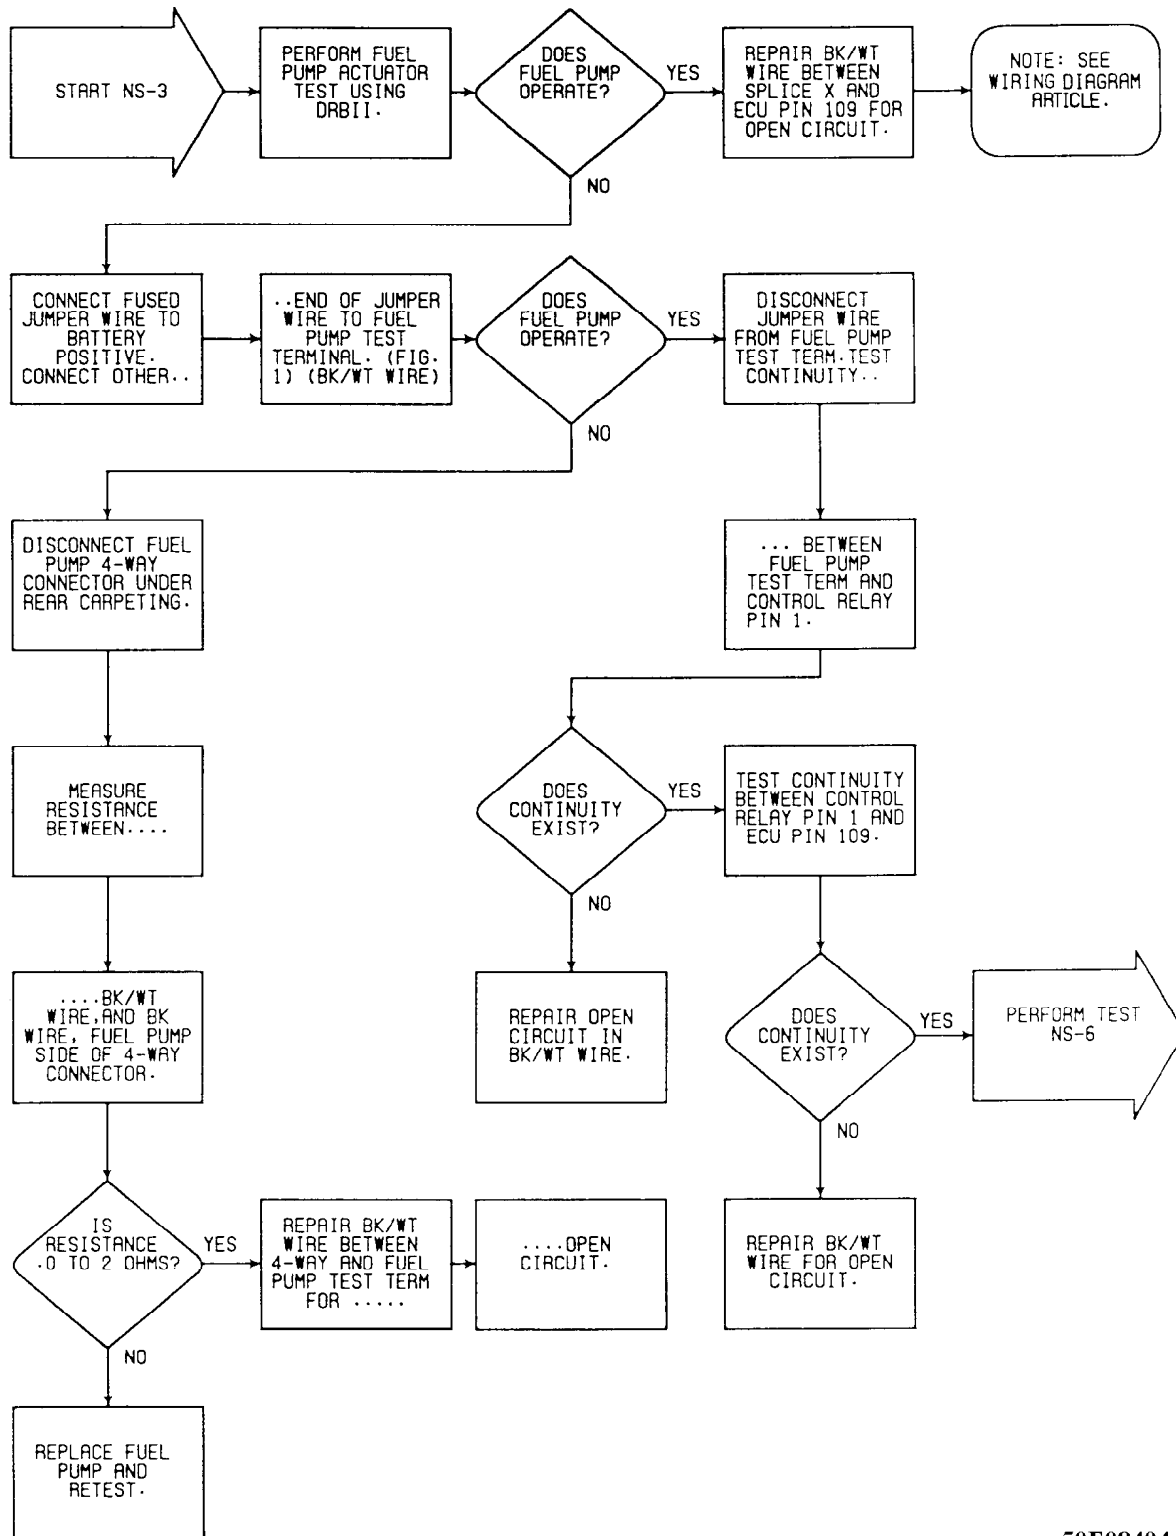 START NS-3
PERFORM FUEL
PUMP ACTUATOR
TEST USING
DRBII.
DOES
FUEL PUMP
OPERATE?
YES
REPAIR BK/WT
WIRE BETWEEN
SPLICE X AND
ECU PIN 109 FOR
OPEN CIRCUIT.
NOTE: SEE
WIRING DIAGRAM
ARTICLE.
NO
CONNECT FUSED
JUMPER WIRE TO
BATTERY
POSITIVE.
CONNECT OTHER..
..END OF JUMPER
WIRE TO FUEL
PUMP TEST
TERMINAL. (FIG.
1) (BK/WT WIRE)
DOES
FUEL PUMP
OPERATE?
YES
DISCONNECT
JUMPER WIRE
FROM FUEL PUMP
TEST TERM.TEST
CONTINUITY..
NO
DISCONNECT FUEL
PUMP 4-WAY
CONNECTOR UNDER
REAR CARPETING.
... BETWEEN
FUEL PUMP
TEST TERM AND
CONTROL RELAY
PIN 1.
MEASURE
RESISTANCE
BETWEEN....
DOES
CONTINUITY
EXIST?
YES
TEST CONTINUITY
BETWEEN CONTROL
RELAY PIN 1 AND
ECU PIN 109.
NO
....BK/WT
WIRE,AND BK
WIRE, FUEL PUMP
SIDE OF 4-WAY
CONNECTOR.
REPAIR OPEN
CIRCUIT IN
BK/WT WIRE.
DOES
CONTINUITY
EXIST?
YES
PERFORM TEST
NS-6
NO
IS
RESISTANCE
.0 TO 2 OHMS?
YES
REPAIR BK/WT
WIRE BETWEEN
4-WAY AND FUEL
PUMP TEST TERM
FOR .....
....OPEN
CIRCUIT.
REPAIR BK/WT
WIRE FOR OPEN
CIRCUIT.
NO
REPLACE FUEL
PUMP AND
RETEST.